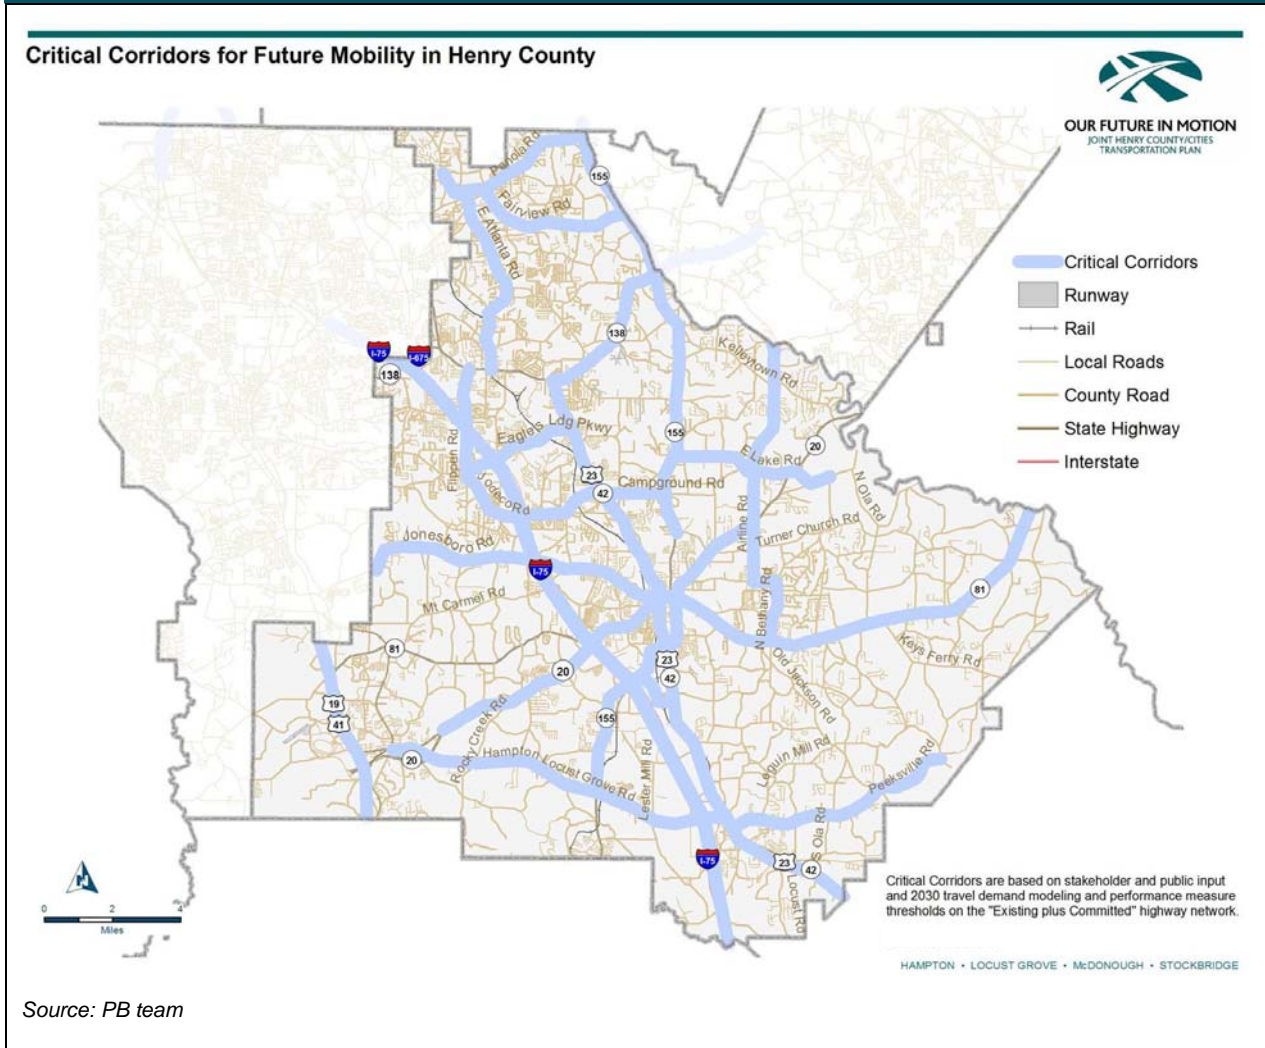 Critical Corridors for Future Mobility in Henry County
OUR FUTURE IN MOTION
JOINT HENRY COUNTY/CITIES
TRANSPORTATION PLAN
Panola Rd
155
Fairview Rd
E Atlanta Rd
Critical Corridors
Runway
Rail
Local Roads
County Road
State Highway
Interstate
138
I-75
I-675
138
Kelleytown Rd
Flippen Rd
Eagles Ldg Pkwy
155
20
E Lake Rd
23
42
Campground Rd
N Ola Rd
Jodeco Rd
Airline Rd
Turner Church Rd
Jonesboro Rd
I-75
Mt Carmel Rd
N Bethany Rd
81
81
Keys Ferry Rd
20
23
42
Old Jackson Rd
19
41
155
Rocky Creek Rd
20
Hampton Locust Grove Rd
Lester Mill Rd
Leguin Mill Rd
Peeksville Rd
S Ola Rd
I-75
23
42
Locust Rd
N
0 2 4
Miles
Critical Corridors are based on stakeholder and public input
and 2030 travel demand modeling and performance measure
thresholds on the "Existing plus Committed" highway network.
HAMPTON • LOCUST GROVE • McDONOUGH • STOCKBRIDGE
Source: PB team